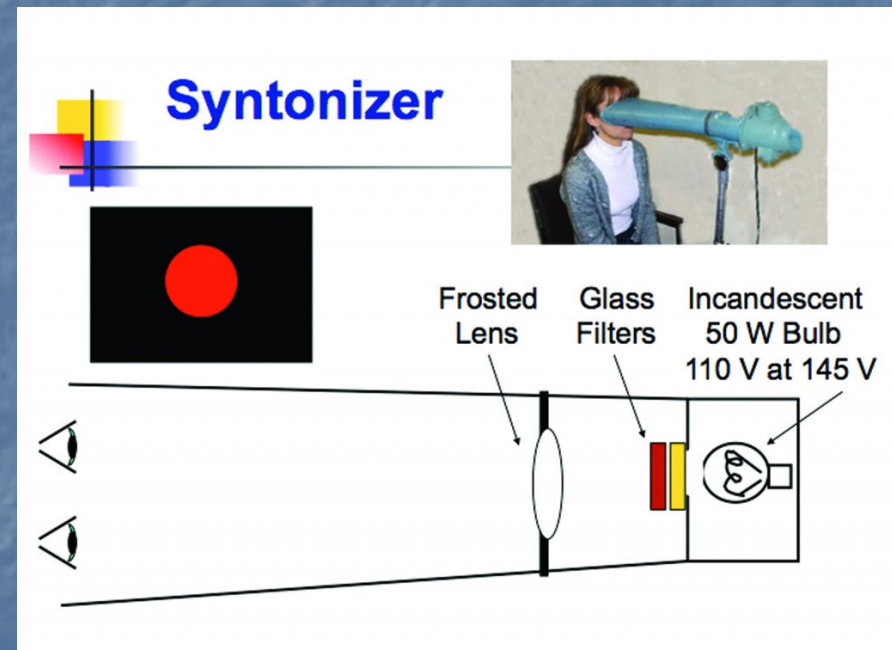 Syntonizer
Frosted
Lens
Glass
Filters
Incandescent
50 W Bulb
110 V at 145 V